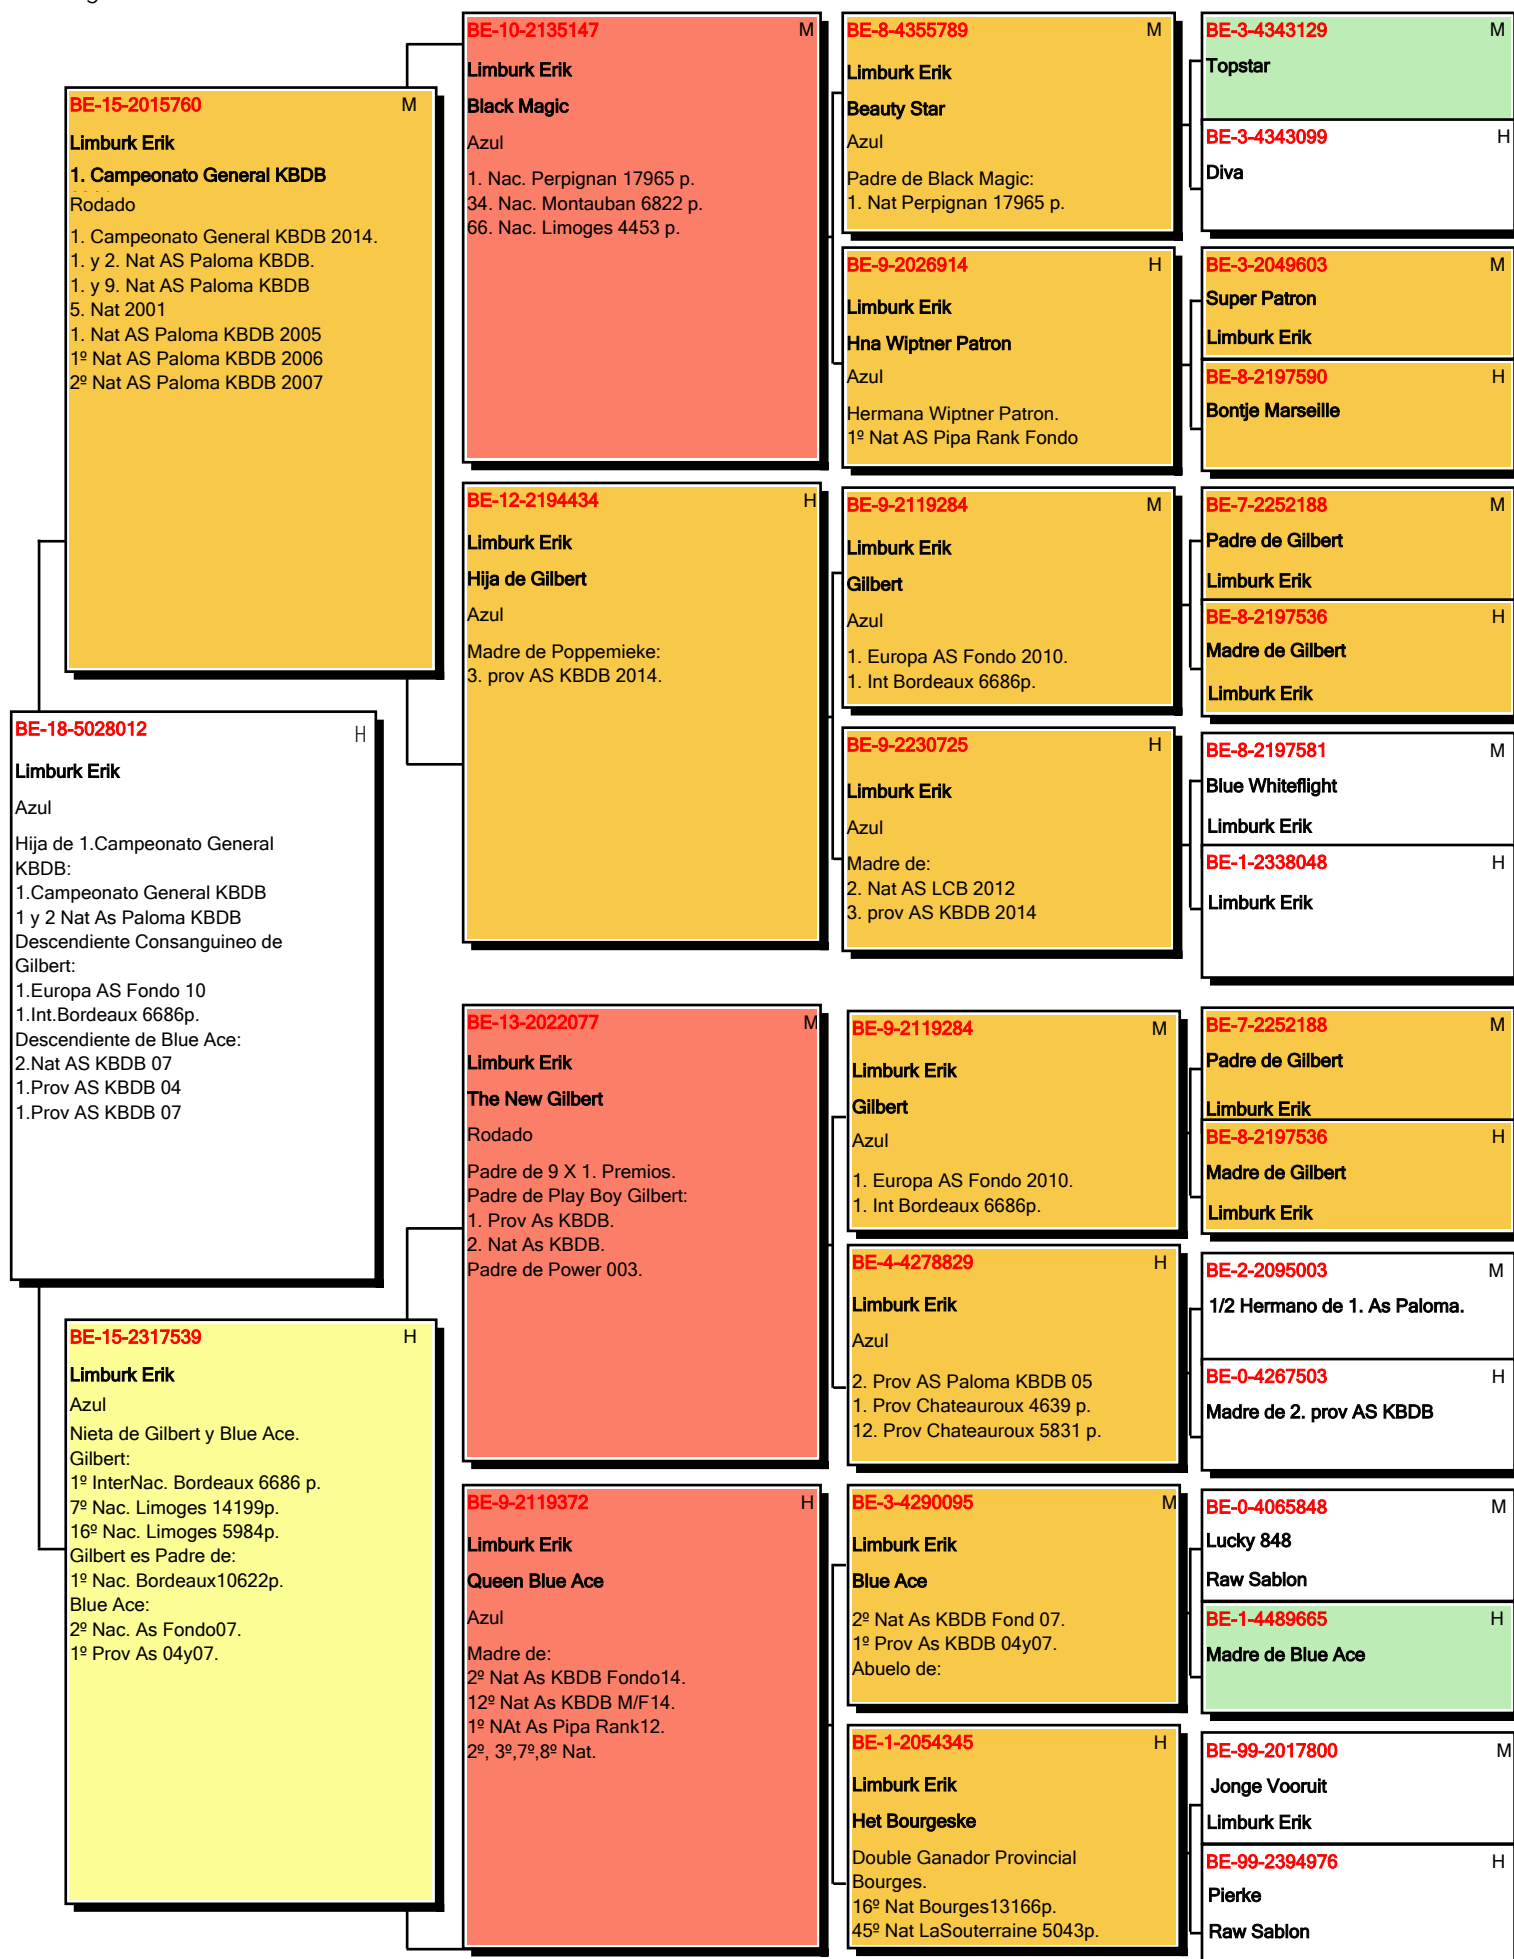 BE-15-2015760 M
Limburk Erik
1. Campeonato General KBDB
Rodado
1. Campeonato General KBDB 2014.
1. y 2. Nat AS Paloma KBDB.
1. y 9. Nat AS Paloma KBDB
5. Nat 2001
1. Nat AS Paloma KBDB 2005
1º Nat AS Paloma KBDB 2006
2º Nat AS Paloma KBDB 2007
BE-18-5028012 H
Limburk Erik
Azul
Hija de 1.Campeonato General
KBDB:
1.Campeonato General KBDB
1 y 2 Nat As Paloma KBDB
Descendiente Consanguineo de
Gilbert:
1.Europa AS Fondo 10
1.Int.Bordeaux 6686p.
Descendiente de Blue Ace:
2.Nat AS KBDB 07
1.Prov AS KBDB 04
1.Prov AS KBDB 07
BE-15-2317539 H
Limburk Erik
Azul
Nieta de Gilbert y Blue Ace.
Gilbert:
1º InterNac. Bordeaux 6686 p.
7º Nac. Limoges 14199p.
16º Nac. Limoges 5984p.
Gilbert es Padre de:
1º Nac. Bordeaux10622p.
Blue Ace:
2º Nac. As Fondo07.
1º Prov As 04y07.
BE-10-2135147 M
Limburk Erik
Black Magic
Azul
1. Nac. Perpignan 17965 p.
34. Nac. Montauban 6822 p.
66. Nac. Limoges 4453 p.
BE-12-2194434 H
Limburk Erik
Hija de Gilbert
Azul
Madre de Poppemieke:
3. prov AS KBDB 2014.
BE-13-2022077 M
Limburk Erik
The New Gilbert
Rodado
Padre de 9 X 1. Premios.
Padre de Play Boy Gilbert:
1. Prov As KBDB.
2. Nat As KBDB.
Padre de Power 003.
BE-9-2119372 H
Limburk Erik
Queen Blue Ace
Azul
Madre de:
2º Nat As KBDB Fondo14.
12º Nat As KBDB M/F14.
1º NAt As Pipa Rank12.
2º, 3º,7º,8º Nat.
BE-8-4355789 M
Limburk Erik
Beauty Star
Azul
Padre de Black Magic:
1. Nat Perpignan 17965 p.
BE-9-2026914 H
Limburk Erik
Hna Wiptner Patron
Azul
Hermana Wiptner Patron.
1º Nat AS Pipa Rank Fondo
BE-9-2119284 M
Limburk Erik
Gilbert
Azul
1. Europa AS Fondo 2010.
1. Int Bordeaux 6686p.
BE-9-2230725 H
Limburk Erik
Azul
Madre de:
2. Nat AS LCB 2012
3. prov AS KBDB 2014
BE-9-2119284 M
Limburk Erik
Gilbert
Azul
1. Europa AS Fondo 2010.
1. Int Bordeaux 6686p.
BE-4-4278829 H
Limburk Erik
Azul
2. Prov AS Paloma KBDB 05
1. Prov Chateauroux 4639 p.
12. Prov Chateauroux 5831 p.
BE-3-4290095 M
Limburk Erik
Blue Ace
2º Nat As KBDB Fond 07.
1º Prov As KBDB 04y07.
Abuelo de:
BE-1-2054345 H
Limburk Erik
Het Bourgeske
Double Ganador Provincial
Bourges.
16º Nat Bourges13166p.
45º Nat LaSouterraine 5043p.
BE-3-4343129 M
Topstar
BE-3-4343099 H
Diva
BE-3-2049603 M
Super Patron
Limburk Erik
BE-8-2197590 H
Bontje Marseille
BE-7-2252188 M
Padre de Gilbert
Limburk Erik
BE-8-2197536 H
Madre de Gilbert
Limburk Erik
BE-8-2197581 M
Blue Whiteflight
Limburk Erik
BE-1-2338048 H
Limburk Erik
BE-7-2252188 M
Padre de Gilbert
Limburk Erik
BE-8-2197536 H
Madre de Gilbert
Limburk Erik
BE-2-2095003 M
1/2 Hermano de 1. As Paloma.
BE-0-4267503 H
Madre de 2. prov AS KBDB
BE-0-4065848 M
Lucky 848
Raw Sablon
BE-1-4489665 H
Madre de Blue Ace
BE-99-2017800 M
Jonge Vooruit
Limburk Erik
BE-99-2394976 H
Pierke
Raw Sablon